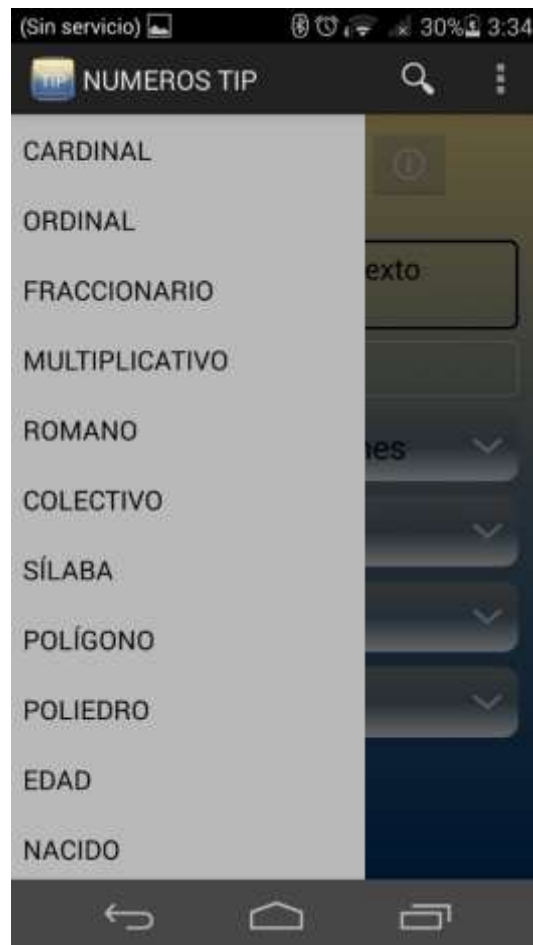 (Sin servicio) 30% 3:34
TIP NUMEROS TIP
CARDINAL
ORDINAL
exto
FRACCIONARIO
MULTIPLICATIVO
ROMANO
nes
COLECTIVO
SÍLABA
POLÍGONO
POLIEDRO
EDAD
NACIDO